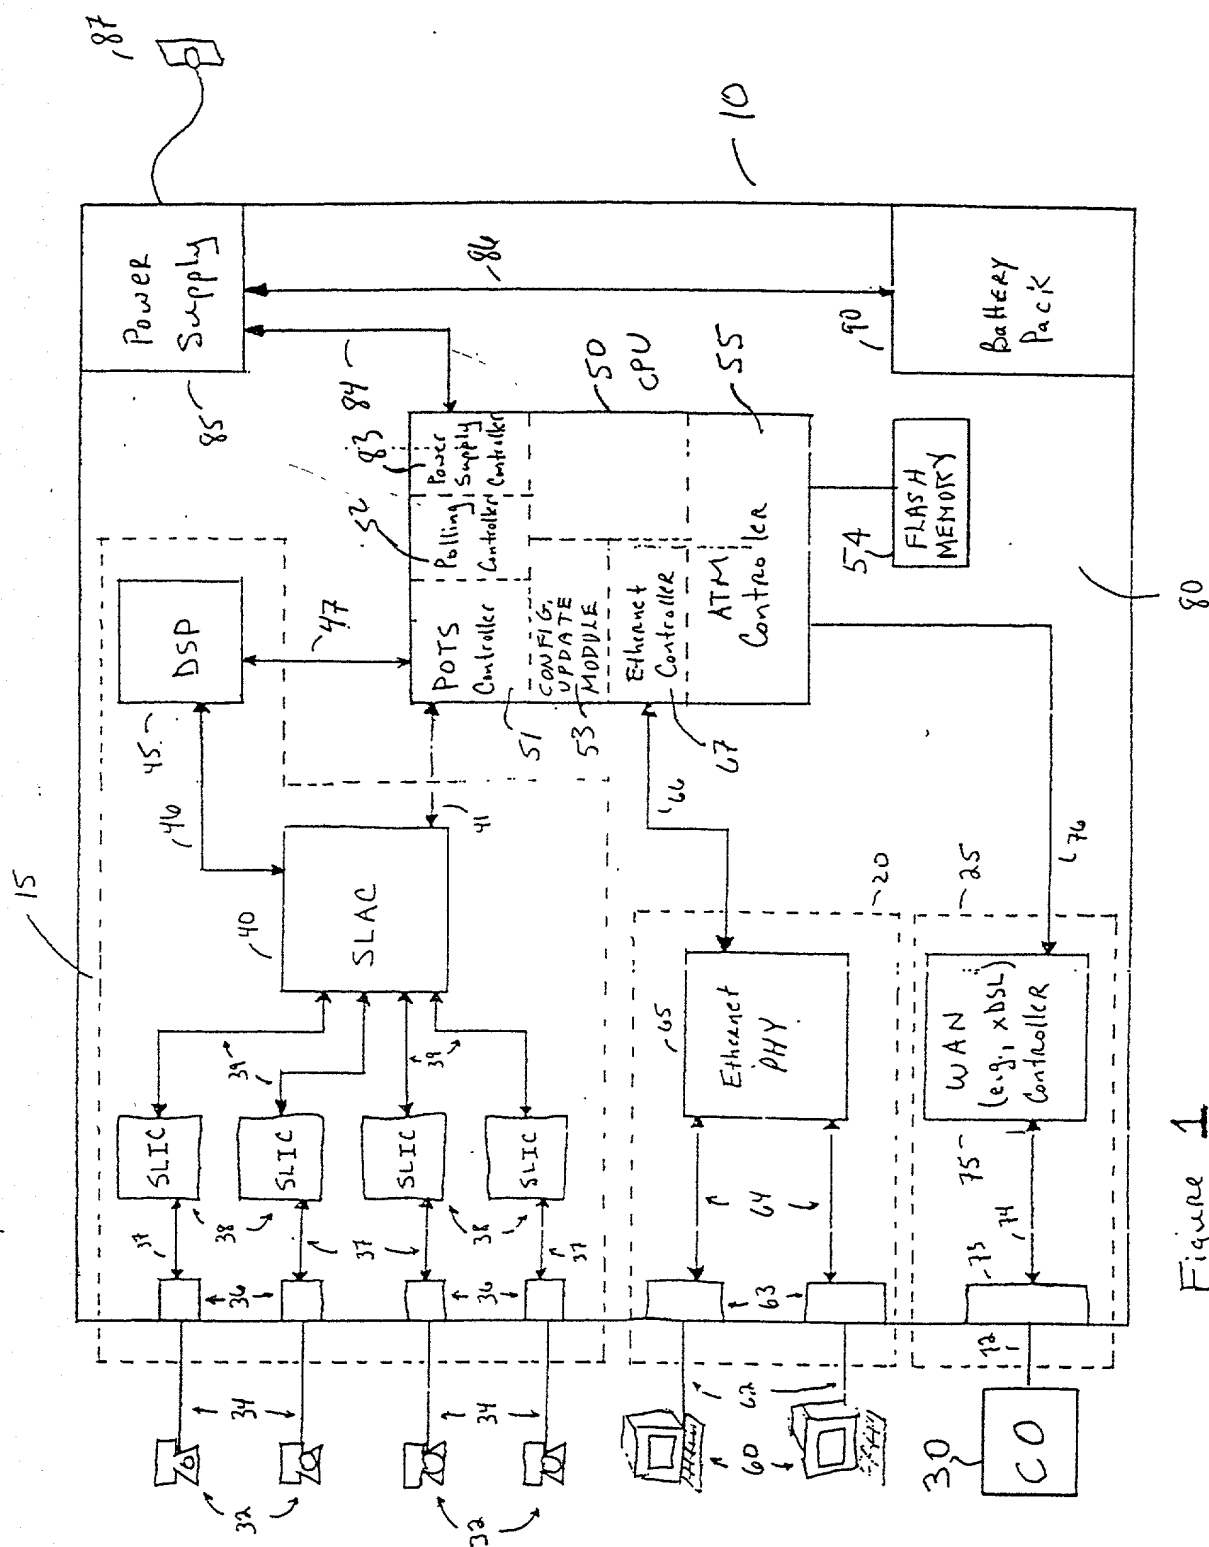 87
10
Power
Supply
85
86
84
Battery
Pack
90
80
50
CPU
55
83
Power
Supply
Controller
52
Polling
Controller
POTS
Controller
51
CONFIG.
UPDATE
MODULE
53
Ethernet
Controller
67
ATM
Controller
FLASH
MEMORY
54
DSP
45
47
46
15
SLAC
40
41
39
39
SLIC
SLIC
SLIC
SLIC
38
38
37
37
37
36
36
34
34
32
32
66
20
Ethernet
PHY
65
64
63
62
60
76
25
WAN
(e.g., xDSL)
Controller
75
74
73
72
CO
30
Figure 1